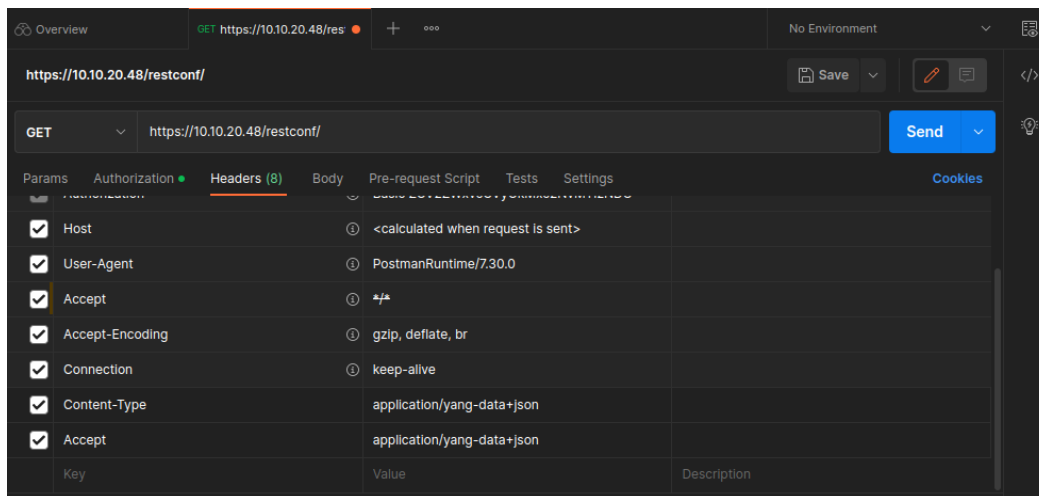 Overview GET https://10.10.20.48/res No Environment
https://10.10.20.48/restconf/ Save
GET https://10.10.20.48/restconf/ Send
Params Authorization Headers (8) Body Pre-request Script Tests Settings Cookies
Host <calculated when request is sent>
User-Agent PostmanRuntime/7.30.0
Accept */*
Accept-Encoding gzip, deflate, br
Connection keep-alive
Content-Type application/yang-data+json
Accept application/yang-data+json
Key Value Description